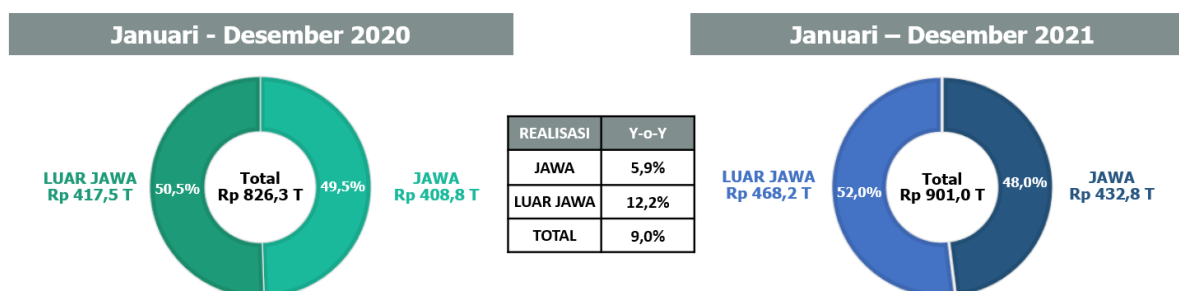 Januari - Desember 2020
Januari – Desember 2021
LUAR JAWA
Rp 417,5 T
50,5%
Total
Rp 826,3 T
49,5%
JAWA
Rp 408,8 T
REALISASI Y-o-Y
JAWA 5,9%
LUAR JAWA 12,2%
TOTAL 9,0%
LUAR JAWA
Rp 468,2 T
52,0%
Total
Rp 901,0 T
48,0%
JAWA
Rp 432,8 T